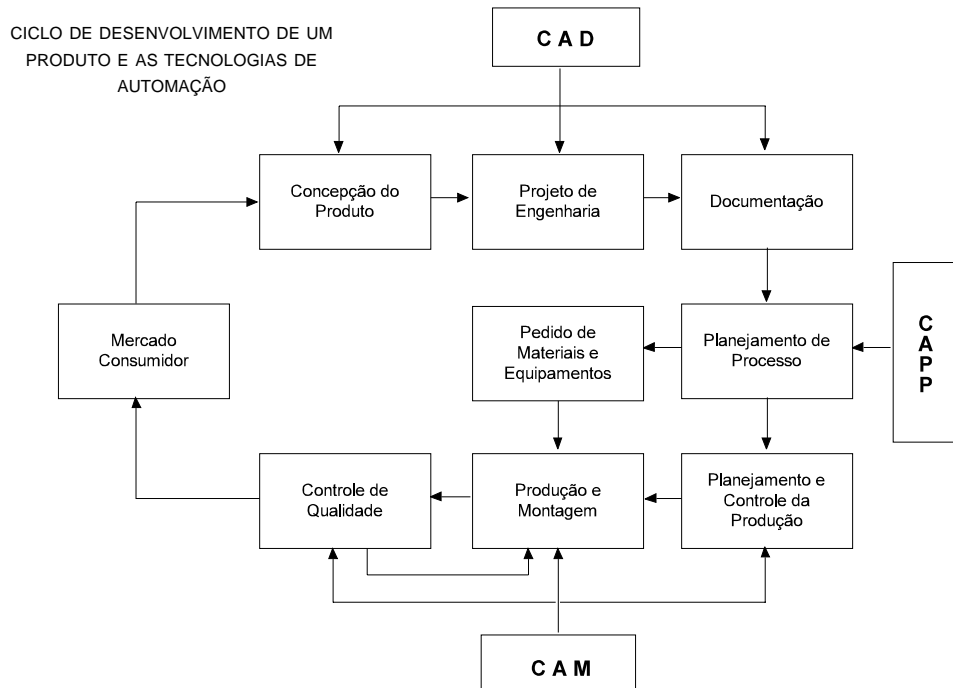 CICLO DE DESENVOLVIMENTO DE UM
PRODUTO E AS TECNOLOGIAS DE
AUTOMAÇÃO
C A D
Concepção do
Produto
Projeto de
Engenharia
Documentação
Mercado
Consumidor
Pedido de
Materiais e
Equipamentos
Planejamento de
Processo
C
A
P
P
Controle de
Qualidade
Produção e
Montagem
Planejamento e
Controle da
Produção
C A M